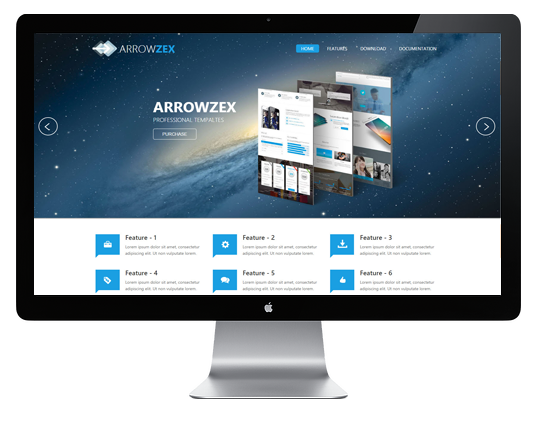 ARROWZEX
HOME FEATURES DOWNLOAD DOCUMENTATION
ARROWZEX
PROFESSIONAL TEMPALTES
PURCHASE
Feature - 1
Lorem ipsum dolor sit amet, consectetur
adipiscing elit. Ut non vulputate lorem
Feature - 2
Lorem ipsum dolor sit amet, consectetur
adipiscing elit. Ut non vulputate lorem
Feature - 3
Lorem ipsum dolor sit amet, consectetur
adipiscing elit. Ut non vulputate lorem
Feature - 4
Lorem ipsum dolor sit amet, consectetur
adipiscing elit. Ut non vulputate lorem
Feature - 5
Lorem ipsum dolor sit amet, consectetur
adipiscing elit. Ut non vulputate lorem
Feature - 6
Lorem ipsum dolor sit amet, consectetur
adipiscing elit. Ut non vulputate lorem